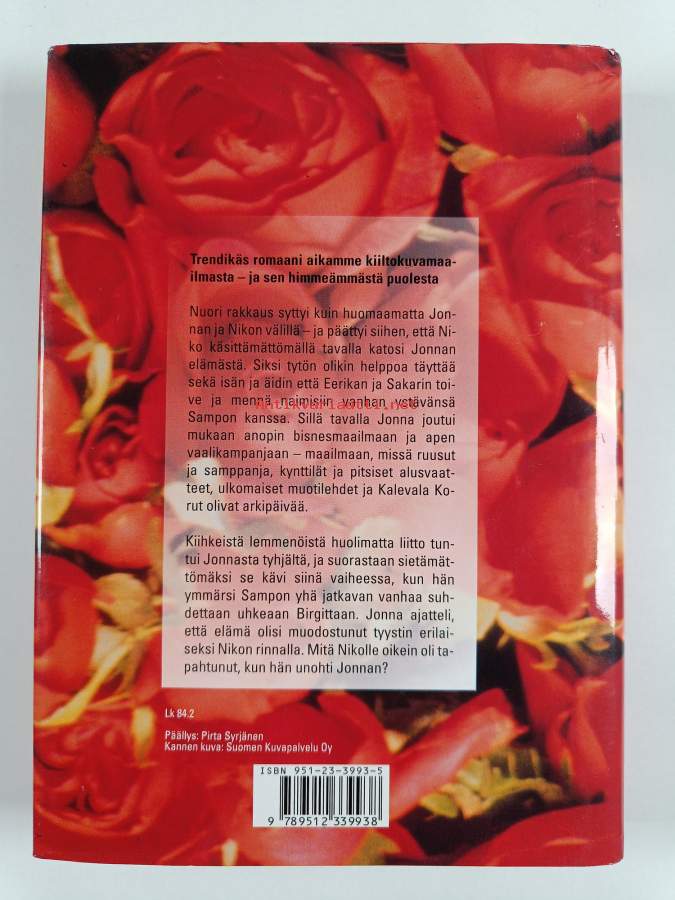 Trendikäs romaani aikamme kiiltokuvamaa-
ilmasta – ja sen himmeämmästä puolesta
Nuori rakkaus syttyi kuin huomaamatta Jon-
nan ja Nikon välillä – ja päättyi siihen, että Ni-
ko käsittämättömällä tavalla katosi Jonnan
elämästä. Siksi tytön olikin helppoa täyttää
sekä isän ja äidin että Eerikan ja Sakarin toi-
ve ja mennä naimisiin vanhan ystävänsä
Antikvariaatti.net
Sampon kanssa. Sillä tavalla Jonna joutui
mukaan anopin bisnesmaailmaan ja apen
vaalikampanjaan – maailmaan, missä ruusut
ja samppanja, kynttilät ja pitsiset alusvaat-
teet, ulkomaiset muotilehdet ja Kalevala Ko-
rut olivat arkipäivää.
Kiihkeistä lemmenöistä huolimatta liitto tun-
tui Jonnasta tyhjältä, ja suorastaan sietämät-
tömäksi se kävi siinä vaiheessa, kun hän
ymmärsi Sampon yhä jatkavan vanhaa suh-
dettaan uhkeaan Birgittaan. Jonna ajatteli,
että elämä olisi muodostunut tyystin erilai-
seksi Nikon rinnalla. Mitä Nikolle oikein oli ta-
pahtunut, kun hän unohti Jonnan?
Lk 84.2
Päällys: Pirta Syrjänen
Kannen kuva: Suomen Kuvapalvelu Oy
ISBN 951-23-3993-5
9 789512 339938